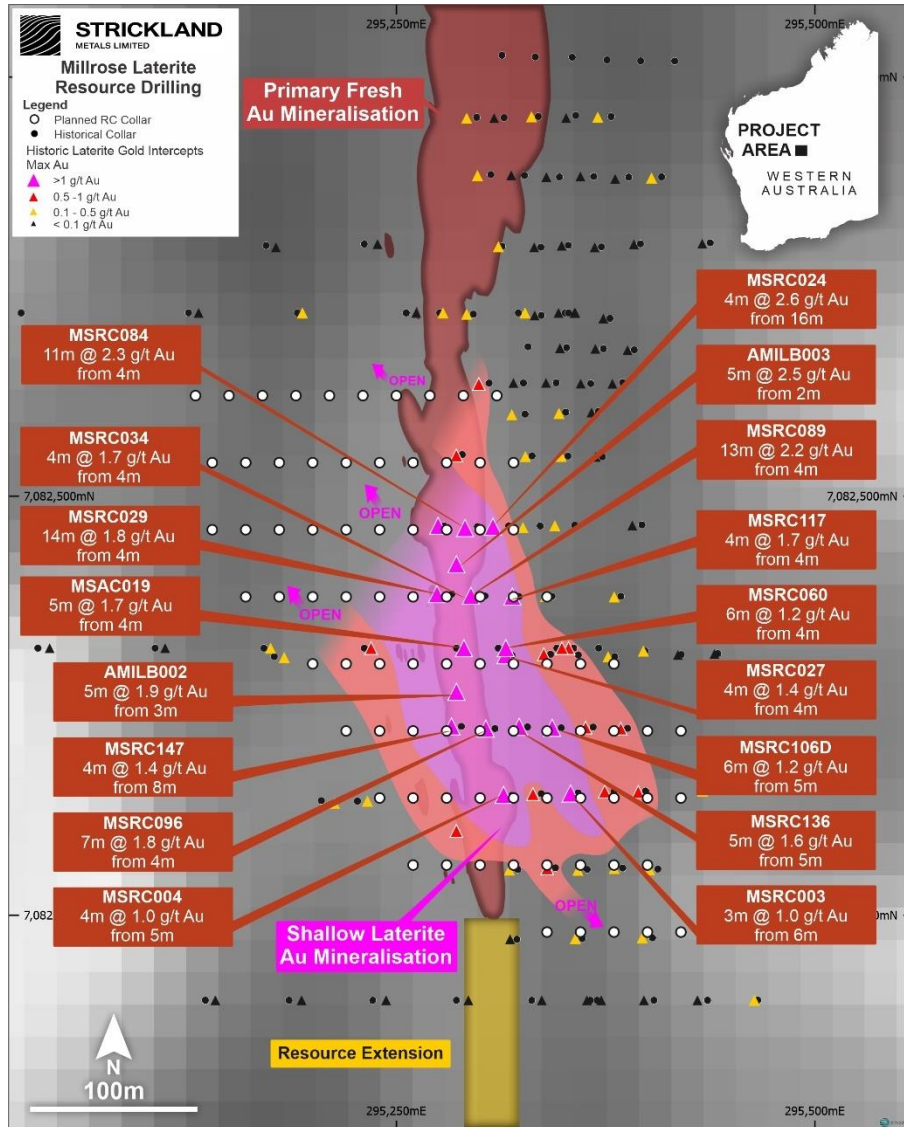 STRICKLAND
METALS LIMITED
Millrose Laterite
Resource Drilling
Legend
Planned RC Collar
Historical Collar
Historic Laterite Gold Intercepts
Max Au
>1 g/t Au
0.5 -1 g/t Au
0.1 - 0.5 g/t Au
< 0.1 g/t Au
295,250mE
295,500mE
Primary Fresh
Au Mineralisation
PROJECT
AREA
WESTERN
AUSTRALIA
MSRC084
11m @ 2.3 g/t Au
from 4m
MSRC034
4m @ 1.7 g/t Au
from 4m
7,082,500mN
MSRC029
14m @ 1.8 g/t Au
from 4m
MSAC019
5m @ 1.7 g/t Au
from 4m
AMILB002
5m @ 1.9 g/t Au
from 3m
MSRC147
4m @ 1.4 g/t Au
from 8m
MSRC096
7m @ 1.8 g/t Au
from 4m
MSRC004
4m @ 1.0 g/t Au
from 5m
OPEN
OPEN
OPEN
OPEN
MSRC024
4m @ 2.6 g/t Au
from 16m
AMILB003
5m @ 2.5 g/t Au
from 2m
MSRC089
13m @ 2.2 g/t Au
from 4m
7,082,500mN
MSRC117
4m @ 1.7 g/t Au
from 4m
MSRC060
6m @ 1.2 g/t Au
from 4m
MSRC027
4m @ 1.4 g/t Au
from 4m
MSRC106D
6m @ 1.2 g/t Au
from 5m
MSRC136
5m @ 1.6 g/t Au
from 5m
MSRC003
3m @ 1.0 g/t Au
from 6m
Shallow Laterite
Au Mineralisation
Resource Extension
N
100m
295,250mE
295,500mE